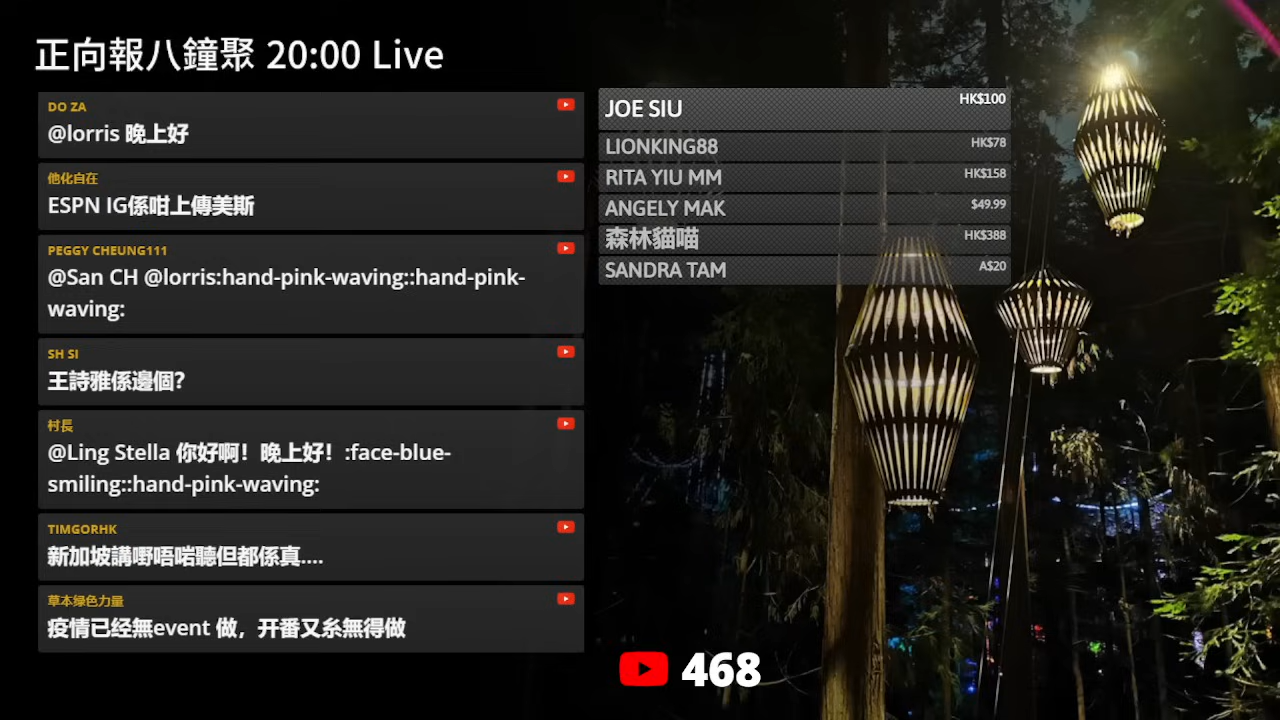 正向報八鐘聚 20:00 Live
DO ZA
@lorris 晚上好
他化自在
ESPN IG係咁上傳美斯
PEGGY CHEUNG111
@San CH @lorris:hand-pink-waving::hand-pink-
waving:
SH SI
王詩雅係邊個?
村長
@Ling Stella 你好啊！晚上好！:face-blue-
smiling::hand-pink-waving:
TIMGORHK
新加坡講嘢唔啱聽但都係真....
草本绿色力量
疫情已经無event 做，开番又糸無得做
JOE SIU HK$100
LIONKING88 HK$78
RITA YIU MM HK$158
ANGELY MAK $49.99
森林貓喵 HK$388
SANDRA TAM A$20
468